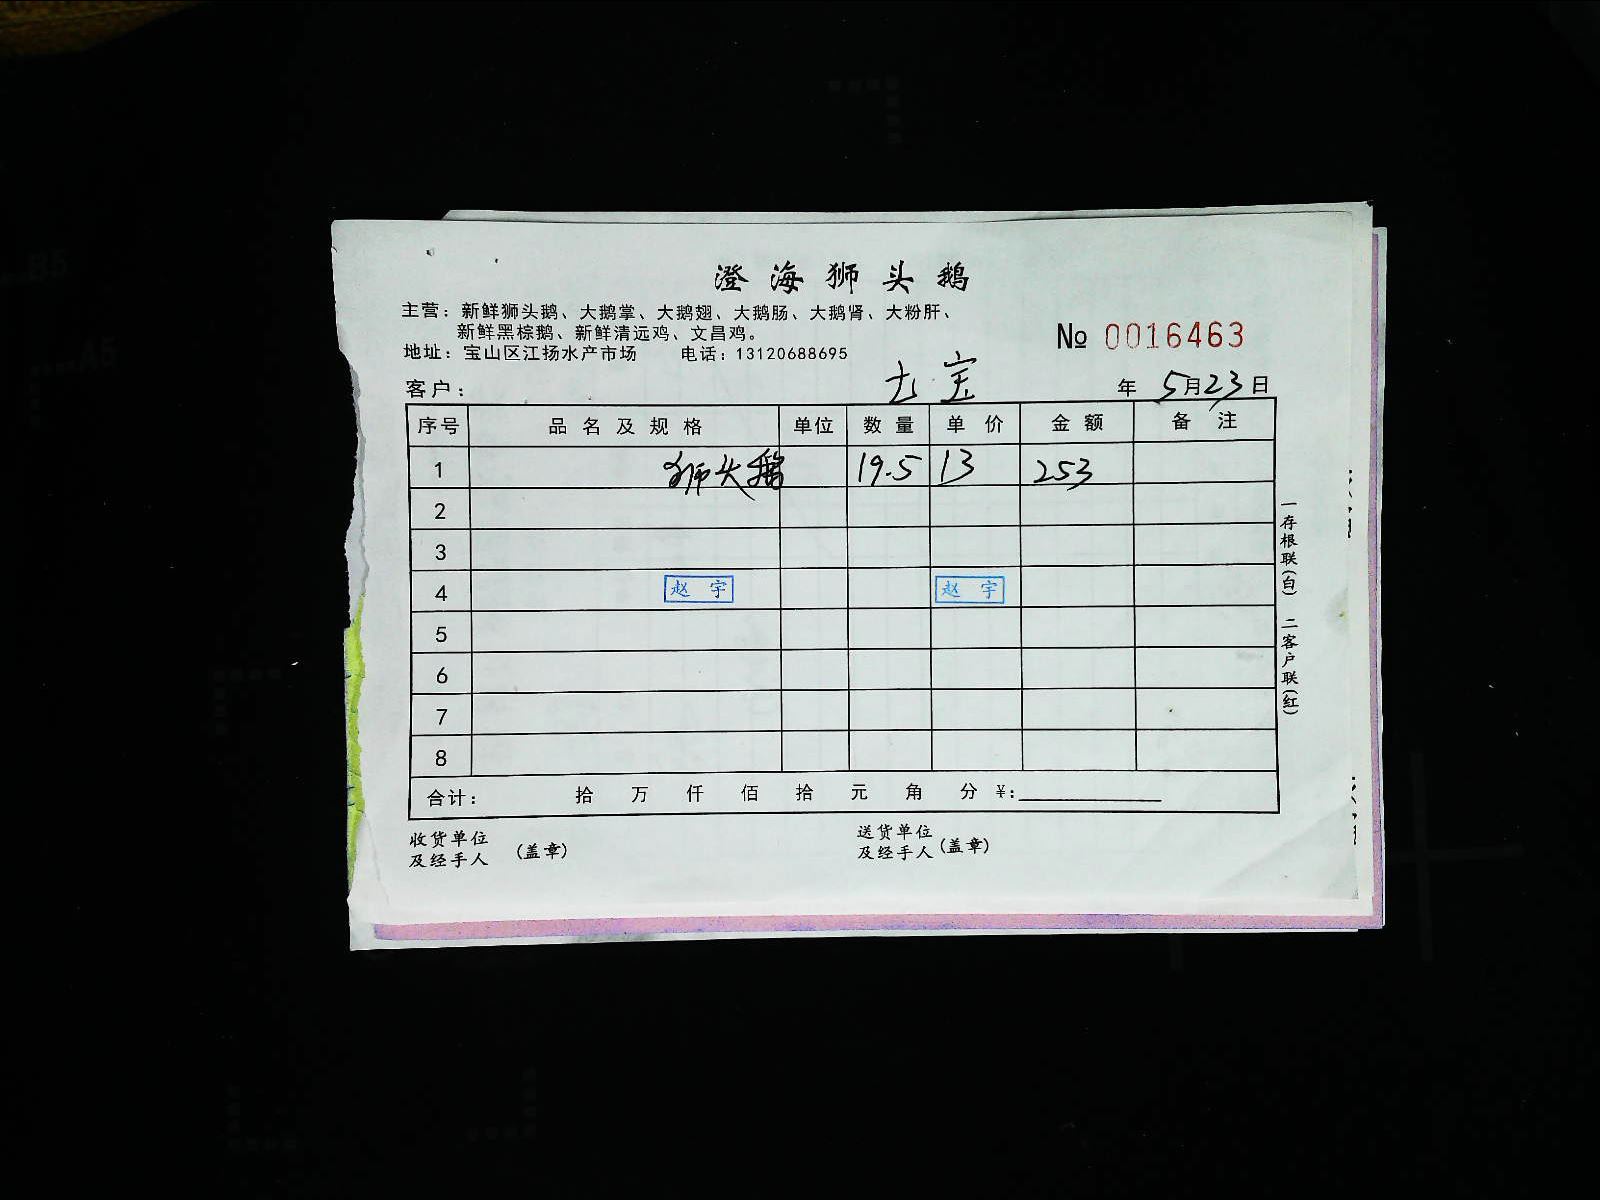 澄海狮头鹅
主营：新鲜狮头鹅、大鹅掌、大鹅翅、大鹅肠、大鹅肾、大粉肝、
新鲜黑棕鹅、新鲜清远鸡、文昌鸡。
№ 0016463
地址：宝山区江扬水产市场 电话：13120688695
客户： 七宝 年 5月23日
序号 品名及规格 单位 数量 单价 金额 备注
1 狮头鹅 19.5 13 253
2
3
4 赵宇 赵宇
5
6
7
8
合计： 拾 万 仟 佰 拾 元 角 分 ¥：
收货单位
及经手人 （盖章）
送货单位
及经手人（盖章）
一存根联（白） 二客户联（红）